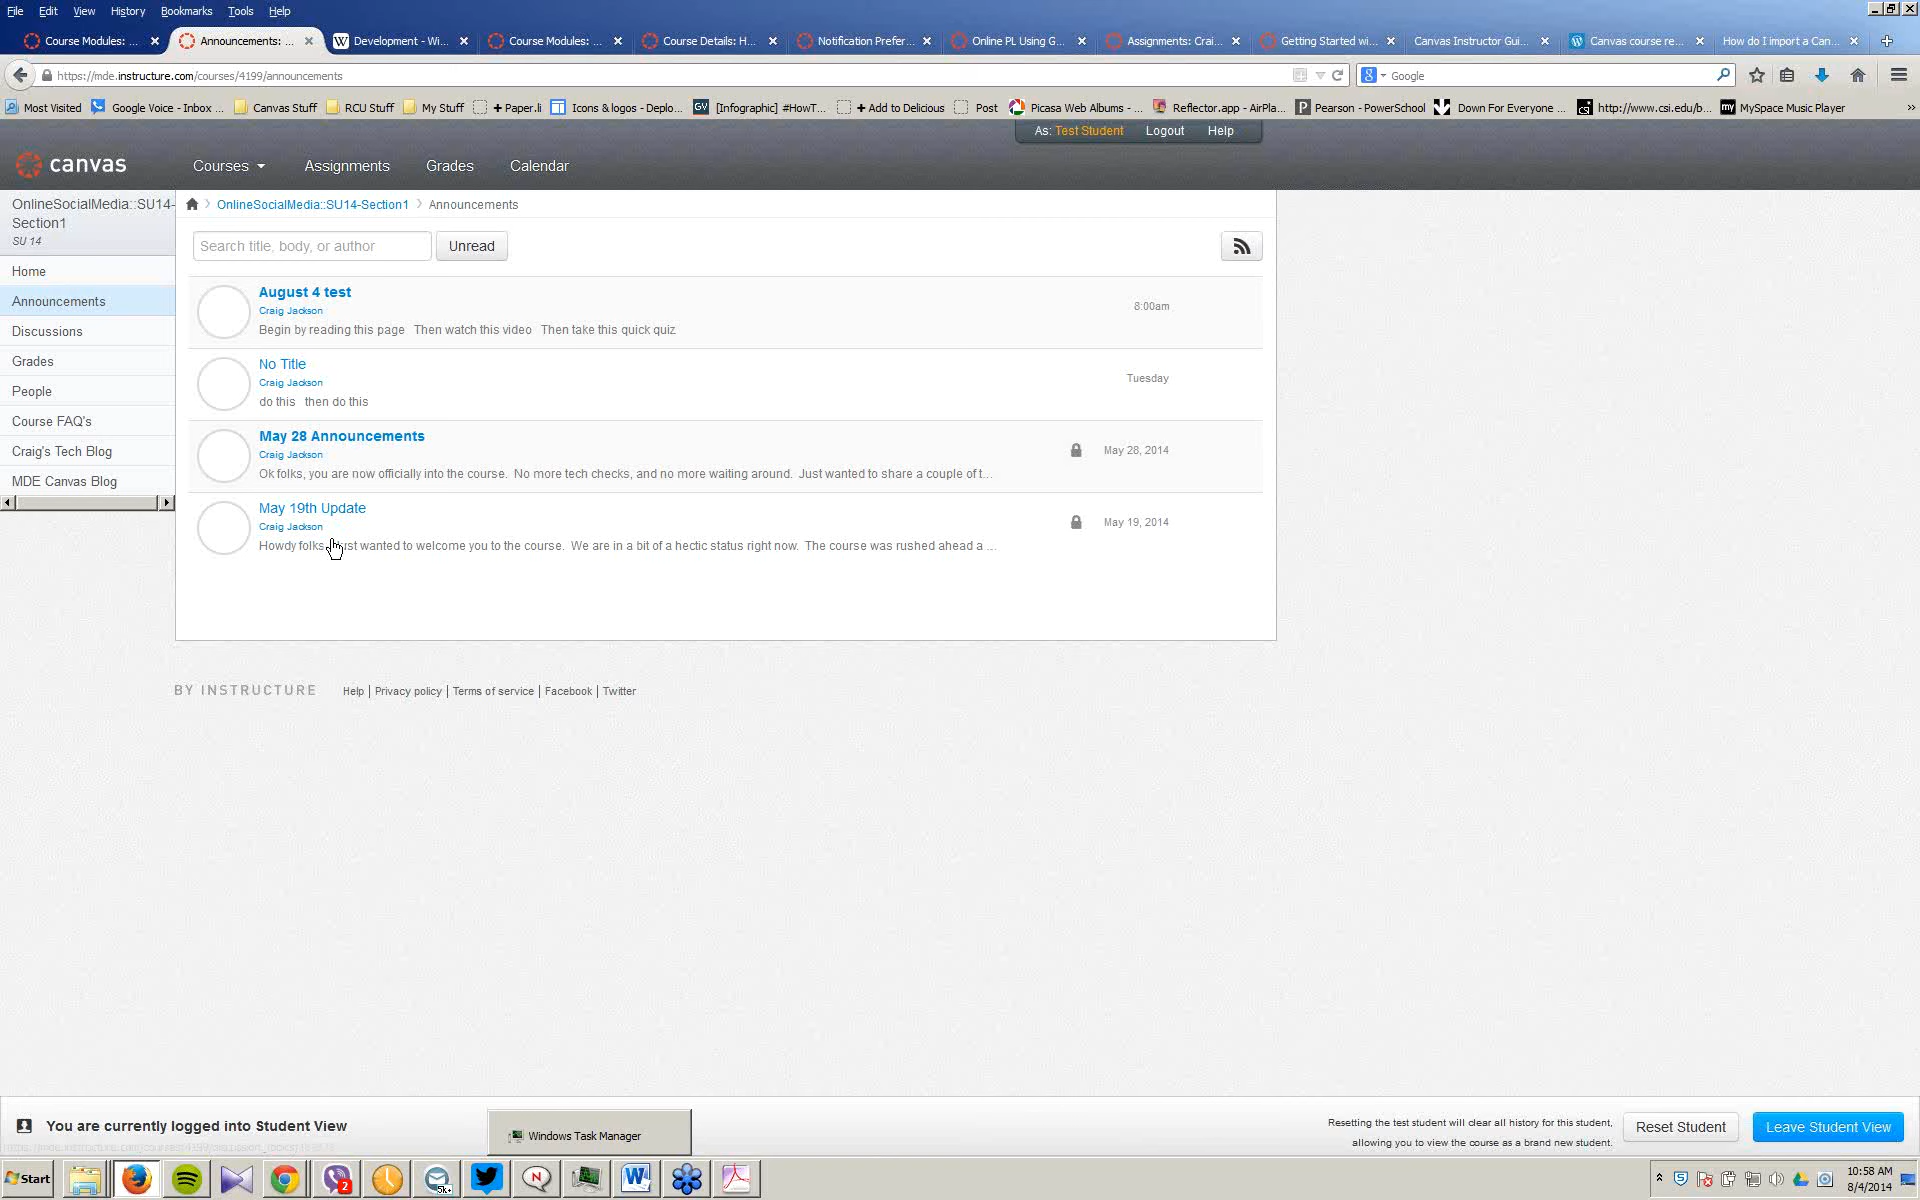 File Edit View History Bookmarks Tools Help
Course Modules: ... Announcements: ... Development - Wi... Course Modules: ... Course Details: H... Notification Prefer... Online PL Using G... Assignments: Crai... Getting Started wi... Canvas Instructor Gui... Canvas course re... How do I import a Can...
https://mde.instructure.com/courses/4199/announcements Google
Most Visited Google Voice - Inbox ... Canvas Stuff RCU Stuff My Stuff + Paper.li Icons & logos - Deplo... [Infographic] #HowT... + Add to Delicious Post Picasa Web Albums - ... Reflector.app - AirPla... Pearson - PowerSchool Down For Everyone ... http://www.csi.edu/b... MySpace Music Player
As: Test Student Logout Help
canvas Courses Assignments Grades Calendar
OnlineSocialMedia::SU14-Section1
SU 14
Home
Announcements
Discussions
Grades
People
Course FAQ's
Craig's Tech Blog
MDE Canvas Blog
OnlineSocialMedia::SU14-Section1 Announcements
Search title, body, or author Unread
August 4 test
Craig Jackson
8:00am
Begin by reading this page Then watch this video Then take this quick quiz
No Title
Craig Jackson
Tuesday
do this then do this
May 28 Announcements
Craig Jackson
May 28, 2014
Ok folks, you are now officially into the course. No more tech checks, and no more waiting around. Just wanted to share a couple of t...
May 19th Update
Craig Jackson
May 19, 2014
Howdy folks, just wanted to welcome you to the course. We are in a bit of a hectic status right now. The course was rushed ahead a ...
BY INSTRUCTURE Help | Privacy policy | Terms of service | Facebook | Twitter
You are currently logged into Student View
Windows Task Manager
Resetting the test student will clear all history for this student,
allowing you to view the course as a brand new student.
Reset Student Leave Student View
Start
2
5k+
10:58 AM
8/4/2014